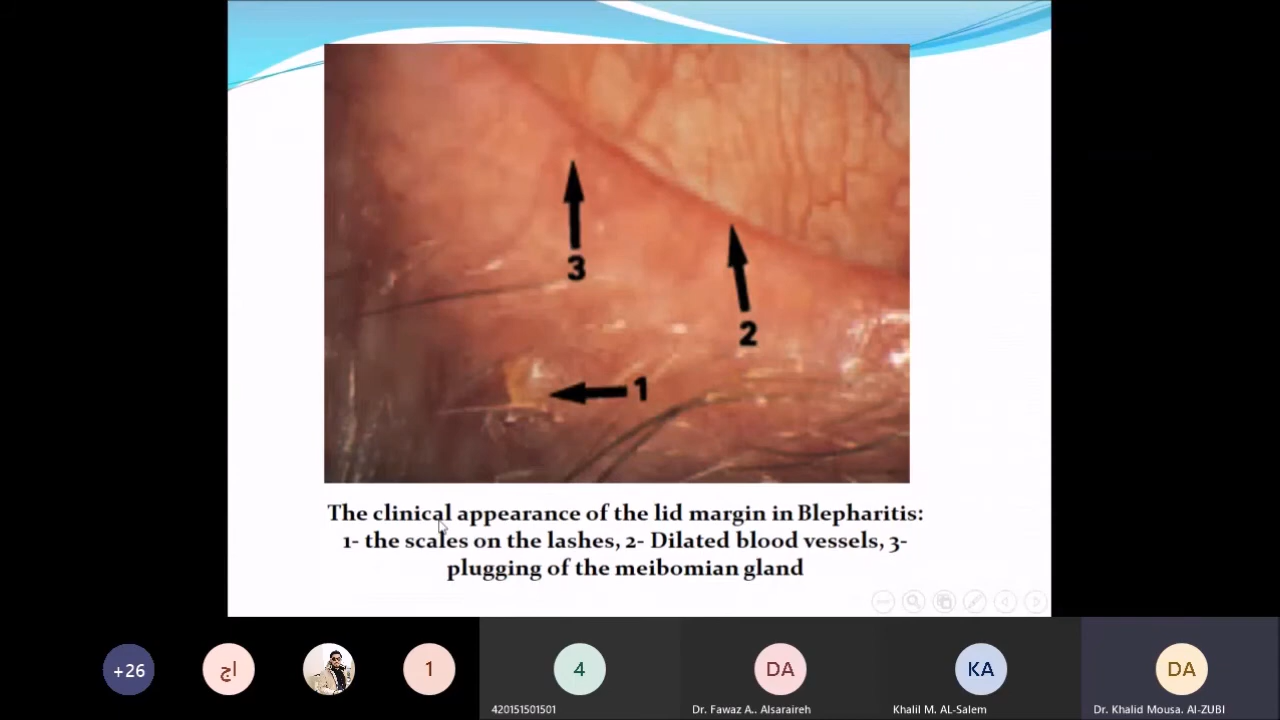 3
2
1
The clinical appearance of the lid margin in Blepharitis:
1- the scales on the lashes, 2- Dilated blood vessels, 3-
plugging of the meibomian gland
+26
اج
1
4
DA
KA
DA
420151501501
Dr. Fawaz A.. Alsaraireh
Khalil M. AL-Salem
Dr. Khalid Mousa. Al-ZUBI